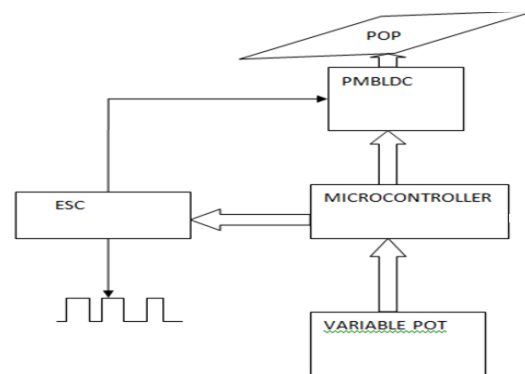 POP
PMBLDC
ESC
MICROCONTROLLER
VARIABLE POT